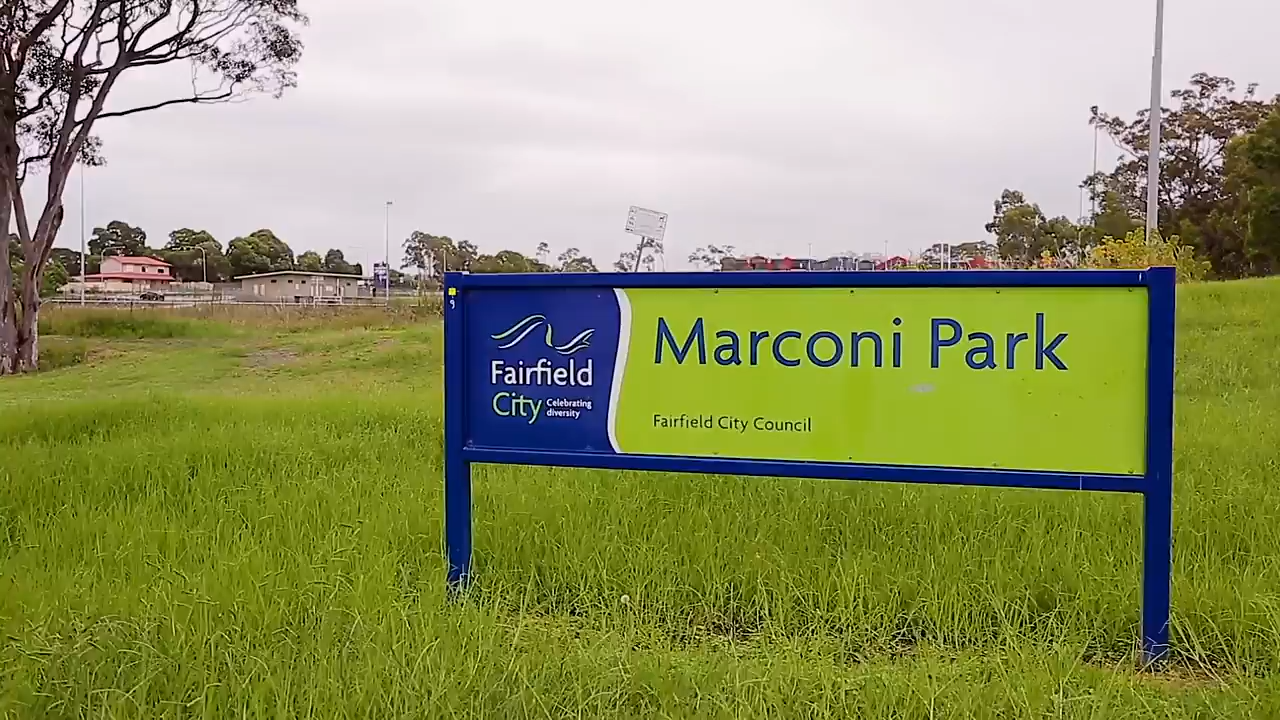 Fairfield
City
Celebrating
diversity
Marconi Park
Fairfield City Council